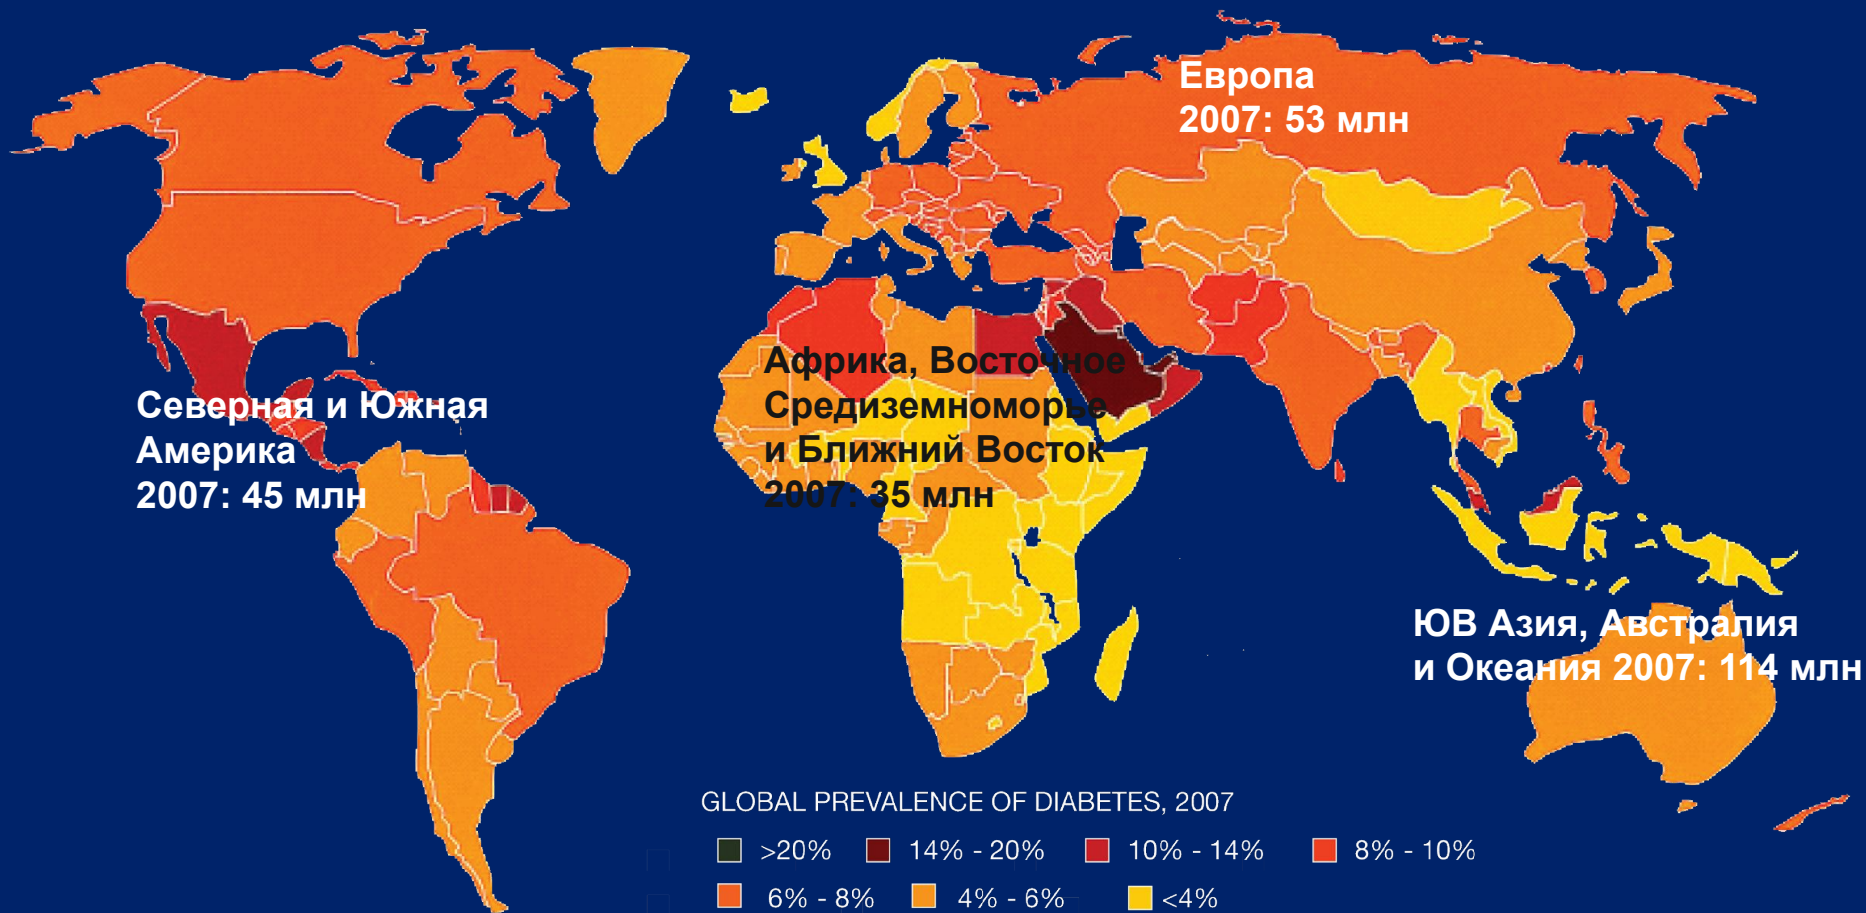 Европа
2007: 53 млн
Африка, Восточное
Средиземноморье
и Ближний Восток
2007: 35 млн
Северная и Южная
Америка
2007: 45 млн
ЮВ Азия, Австралия
и Океания 2007: 114 млн
GLOBAL PREVALENCE OF DIABETES, 2007
>20% 14% - 20% 10% - 14% 8% - 10%
6% - 8% 4% - 6% <4%